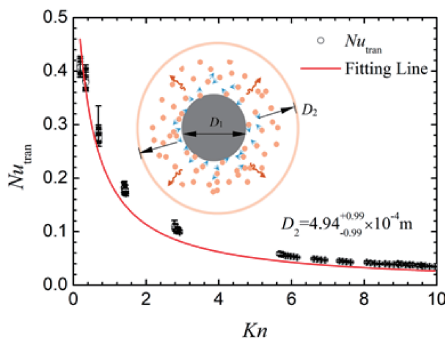 0.5
0.4
0.3
0.2
0.1
0.0
Nu_tran
Nu_tran
Fitting Line
D_1
D_2
D_2=4.94^{+0.99}_{-0.99}×10^{-4}m
0 2 4 6 8 10
Kn